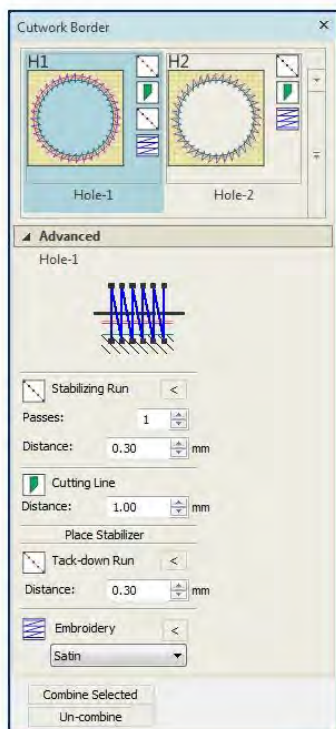 Cutwork Border
H1 H2
Hole-1 Hole-2
Advanced
Hole-1
Stabilizing Run <
Passes: 1
Distance: 0.30 mm
Cutting Line
Distance: 1.00 mm
Place Stabilizer
Tack-down Run <
Distance: 0.30 mm
Embroidery <
Satin
Combine Selected
Un-combine